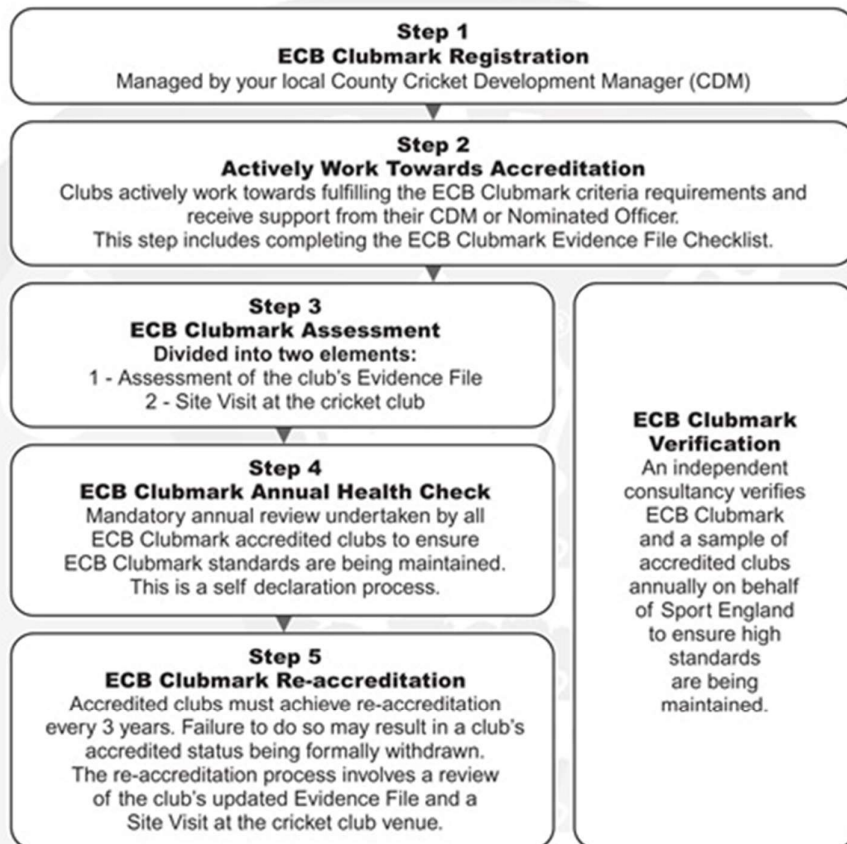 Step 1
ECB Clubmark Registration
Managed by your local County Cricket Development Manager (CDM)
Step 2
Actively Work Towards Accreditation
Clubs actively work towards fulfilling the ECB Clubmark criteria requirements and
receive support from their CDM or Nominated Officer.
This step includes completing the ECB Clubmark Evidence File Checklist.
Step 3
ECB Clubmark Assessment
Divided into two elements:
1 - Assessment of the club's Evidence File
2 - Site Visit at the cricket club
Step 4
ECB Clubmark Annual Health Check
Mandatory annual review undertaken by all
ECB Clubmark accredited clubs to ensure
ECB Clubmark standards are being maintained.
This is a self declaration process.
Step 5
ECB Clubmark Re-accreditation
Accredited clubs must achieve re-accreditation
every 3 years. Failure to do so may result in a club's
accredited status being formally withdrawn.
The re-accreditation process involves a review
of the club's updated Evidence File and a
Site Visit at the cricket club venue.
ECB Clubmark
Verification
An independent
consultancy verifies
ECB Clubmark
and a sample of
accredited clubs
annually on behalf
of Sport England
to ensure high
standards
are being
maintained.